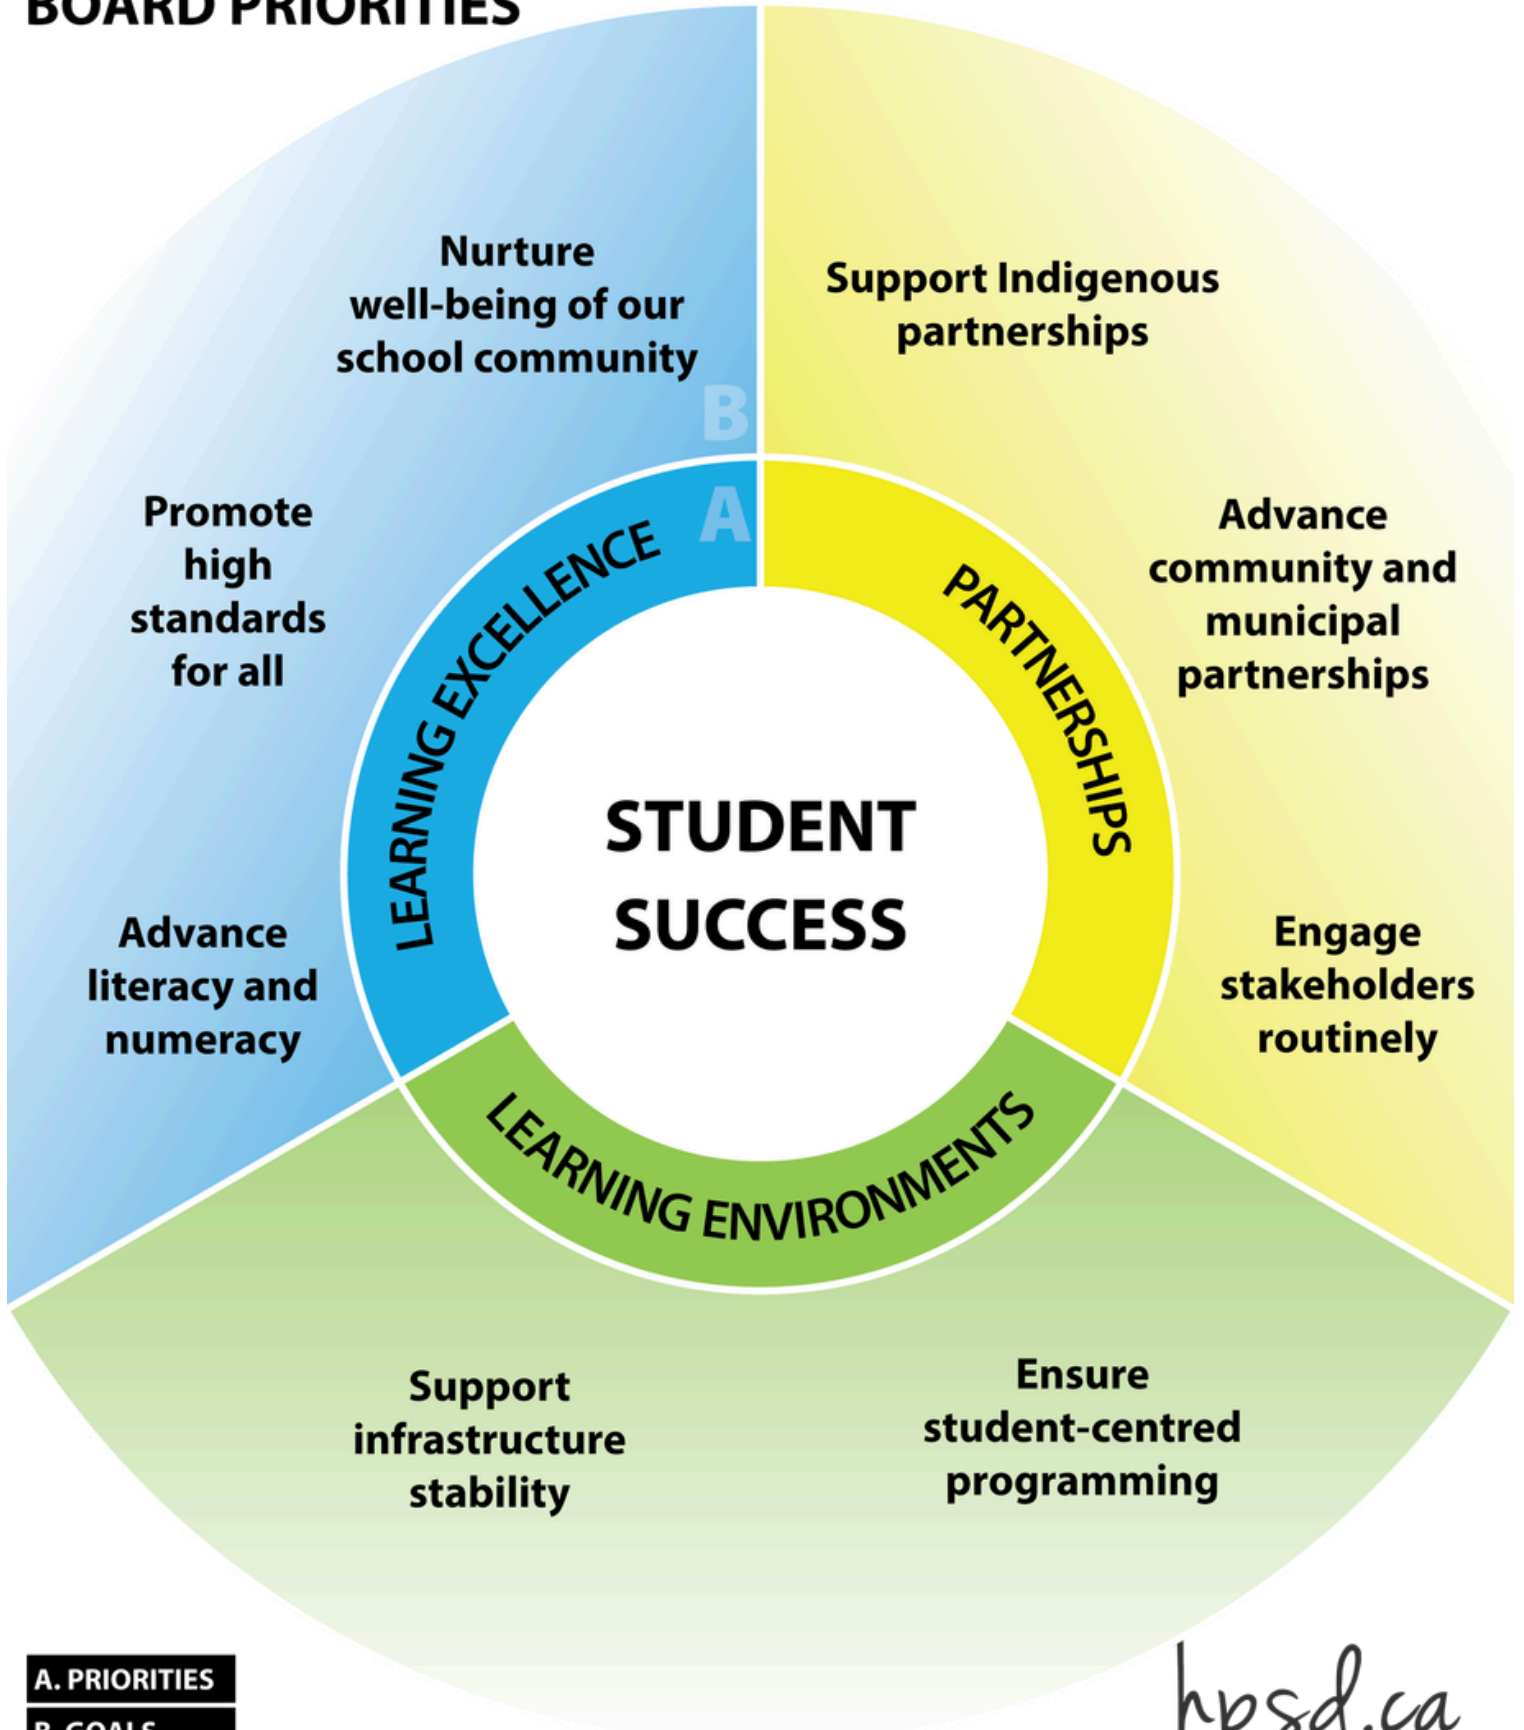 BOARD PRIORITIES
Nurture
well-being of our
school community
Support Indigenous
partnerships
B
A
Promote
high
standards
for all
Advance
community and
municipal
partnerships
LEARNING EXCELLENCE
PARTNERSHIPS
STUDENT
SUCCESS
Advance
literacy and
numeracy
Engage
stakeholders
routinely
LEARNING ENVIRONMENTS
Support
infrastructure
stability
Ensure
student-centred
programming
A. PRIORITIES
B. GOALS
hpsd.ca